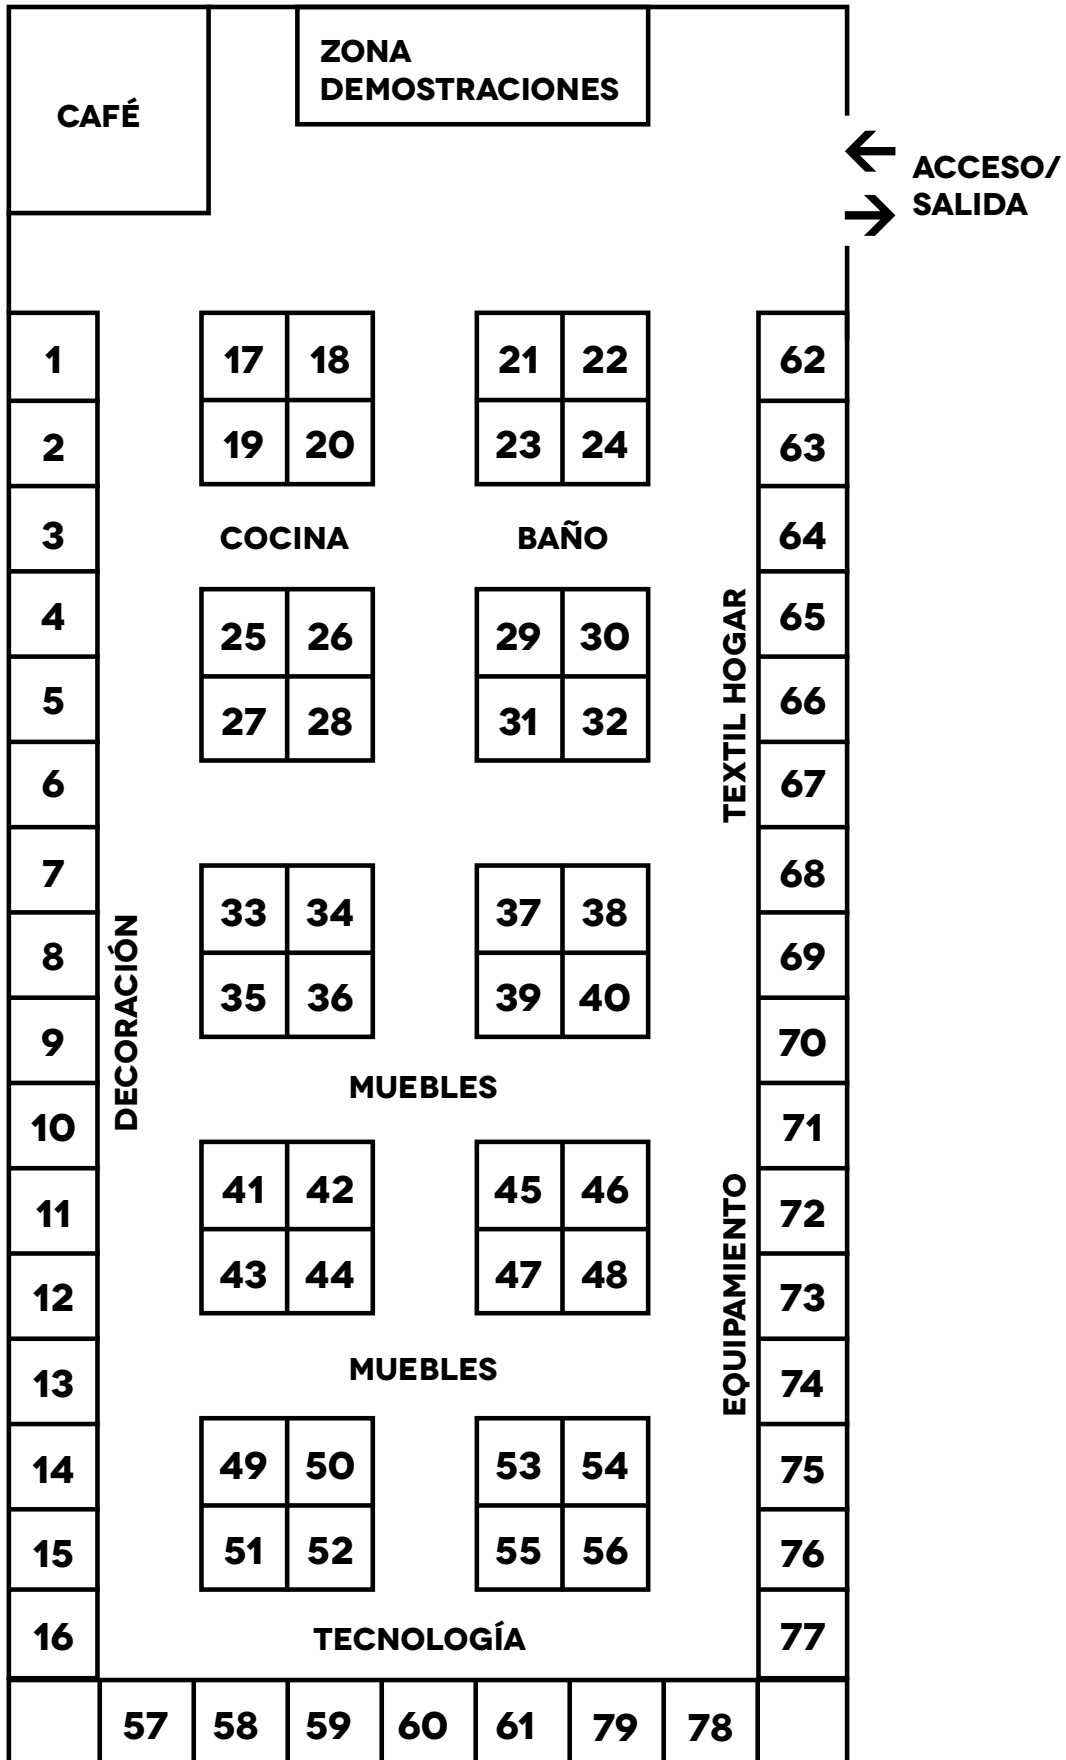 ZONA
DEMOSTRACIONES
CAFÉ
ACCESO/
SALIDA
1 17 18 21 22 62
2 19 20 23 24 63
3 COCINA BAÑO 64
4 25 26 29 30 65
TEXTIL HOGAR
5 27 28 31 32 66
6 67
7 33 34 37 38 68
8 35 36 39 40 69
DECORACIÓN
9 70
MUEBLES
10 71
11 41 42 45 46 72
12 43 44 47 48 73
EQUIPAMIENTO
13 MUEBLES 74
14 49 50 53 54 75
15 51 52 55 56 76
16 TECNOLOGÍA 77
57 58 59 60 61 79 78